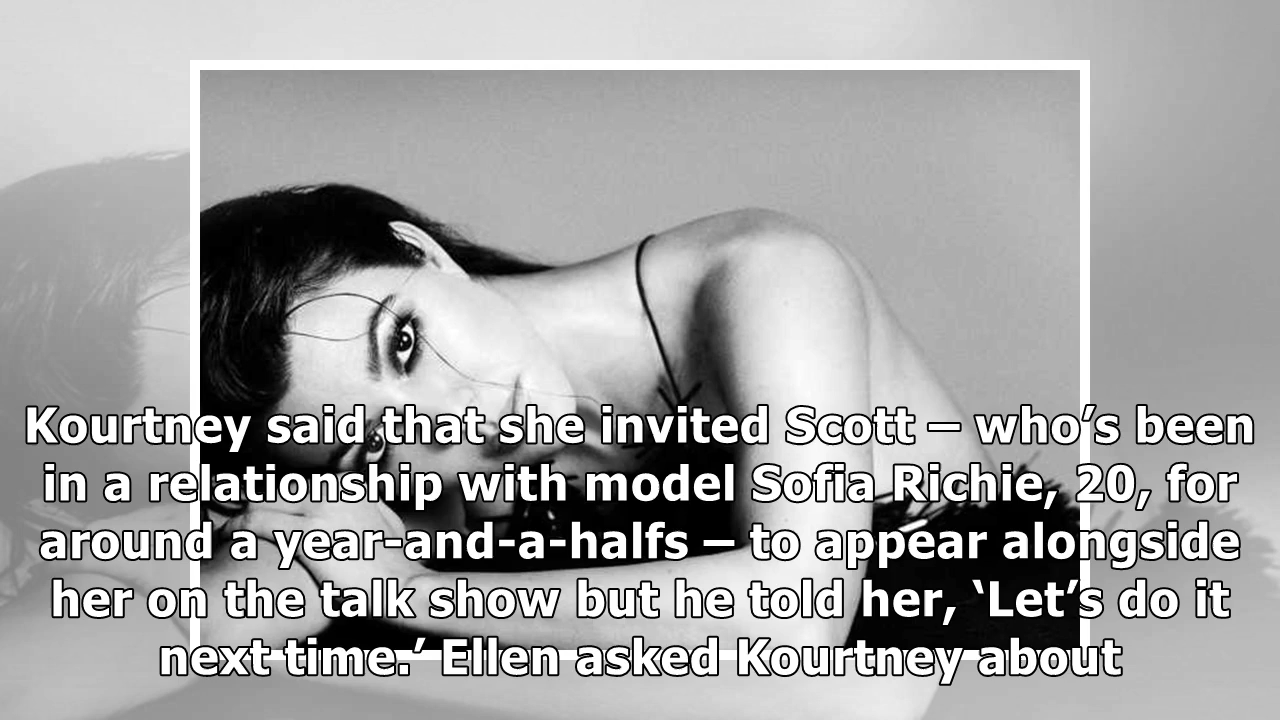 Kourtney said that she invited Scott – who’s been
in a relationship with model Sofia Richie, 20, for
around a year-and-a-halfs – to appear alongside
her on the talk show but he told her, ‘Let’s do it
next time.’ Ellen asked Kourtney about